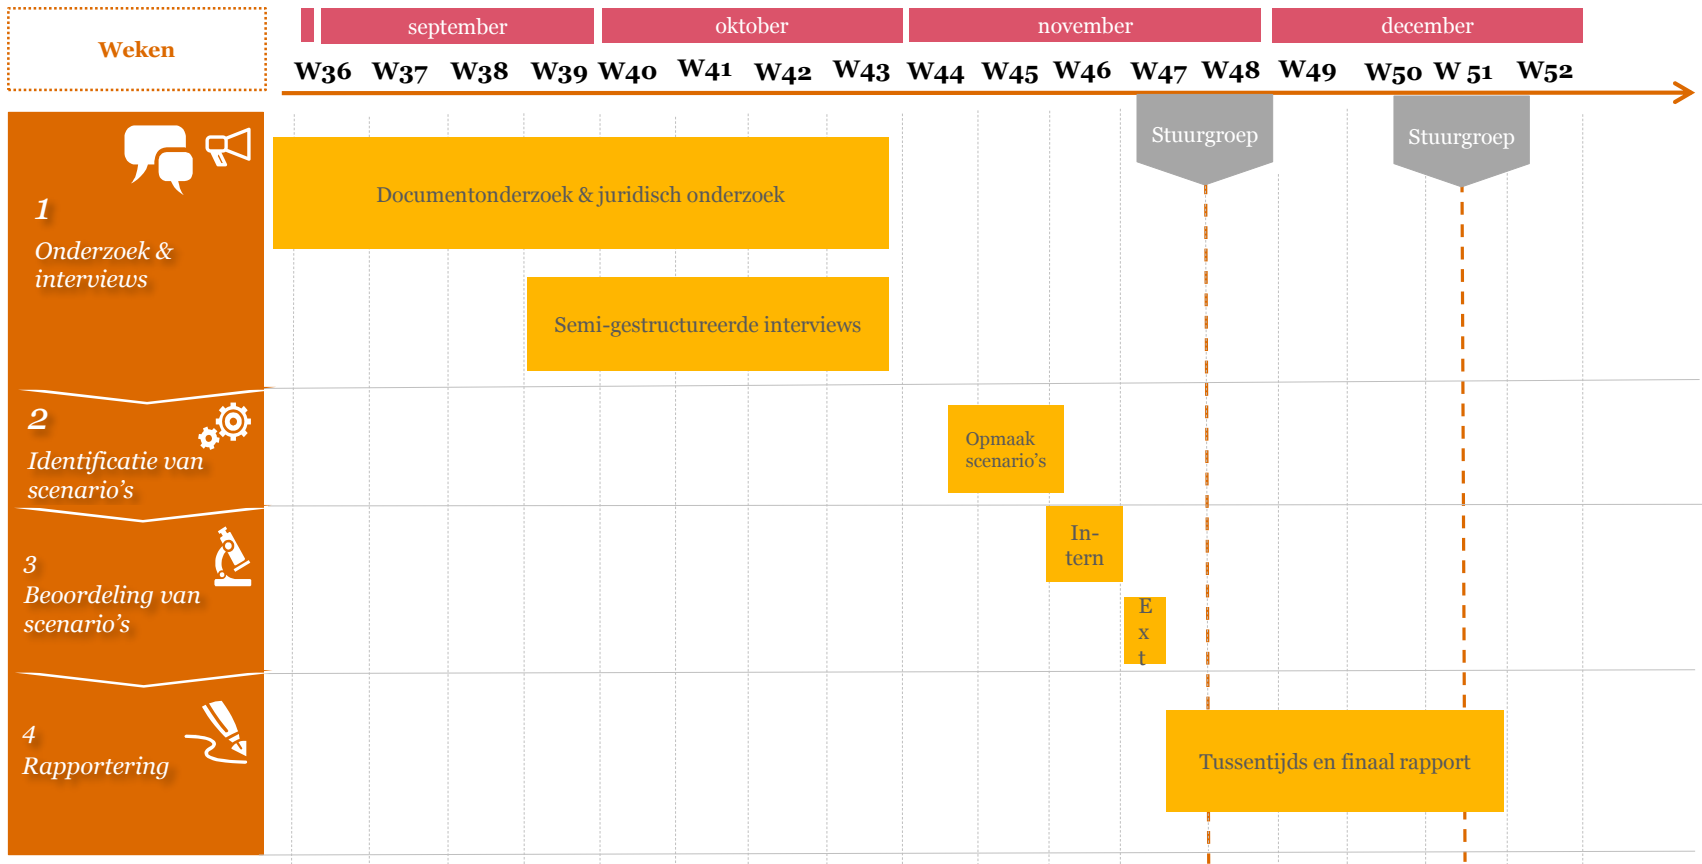 Weken
september
oktober
november
december
W36
W37
W38
W39
W40
W41
W42
W43
W44
W45
W46
W47
W48
W49
W50
W 51
W52
Stuurgroep
Stuurgroep
1
Onderzoek &
interviews
Documentonderzoek & juridisch onderzoek
Semi-gestructureerde interviews
2
Identificatie van
scenario's
Opmaak
scenario's
3
Beoordeling van
scenario's
In-
tern
E
x
t
4
Rapportering
Tussentijds en finaal rapport